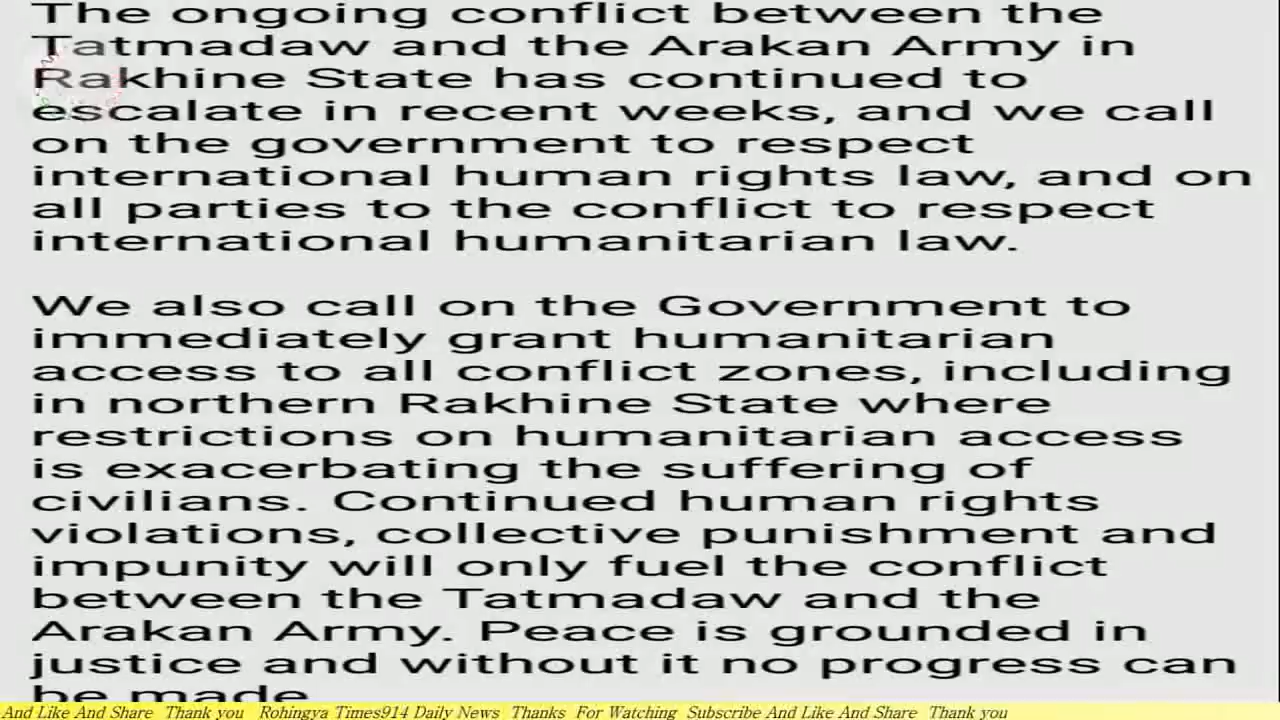 The ongoing conflict between the
Tatmadaw and the Arakan Army in
Rakhine State has continued to
escalate in recent weeks, and we call
on the government to respect
international human rights law, and on
all parties to the conflict to respect
international humanitarian law.
We also call on the Government to
immediately grant humanitarian
access to all conflict zones, including
in northern Rakhine State where
restrictions on humanitarian access
is exacerbating the suffering of
civilians. Continued human rights
violations, collective punishment and
impunity will only fuel the conflict
between the Tatmadaw and the
Arakan Army. Peace is grounded in
justice and without it no progress can
be made
And Like And Share Thank you Rohingya Times914 Daily News Thanks For Watching Subscribe And Like And Share Thank you